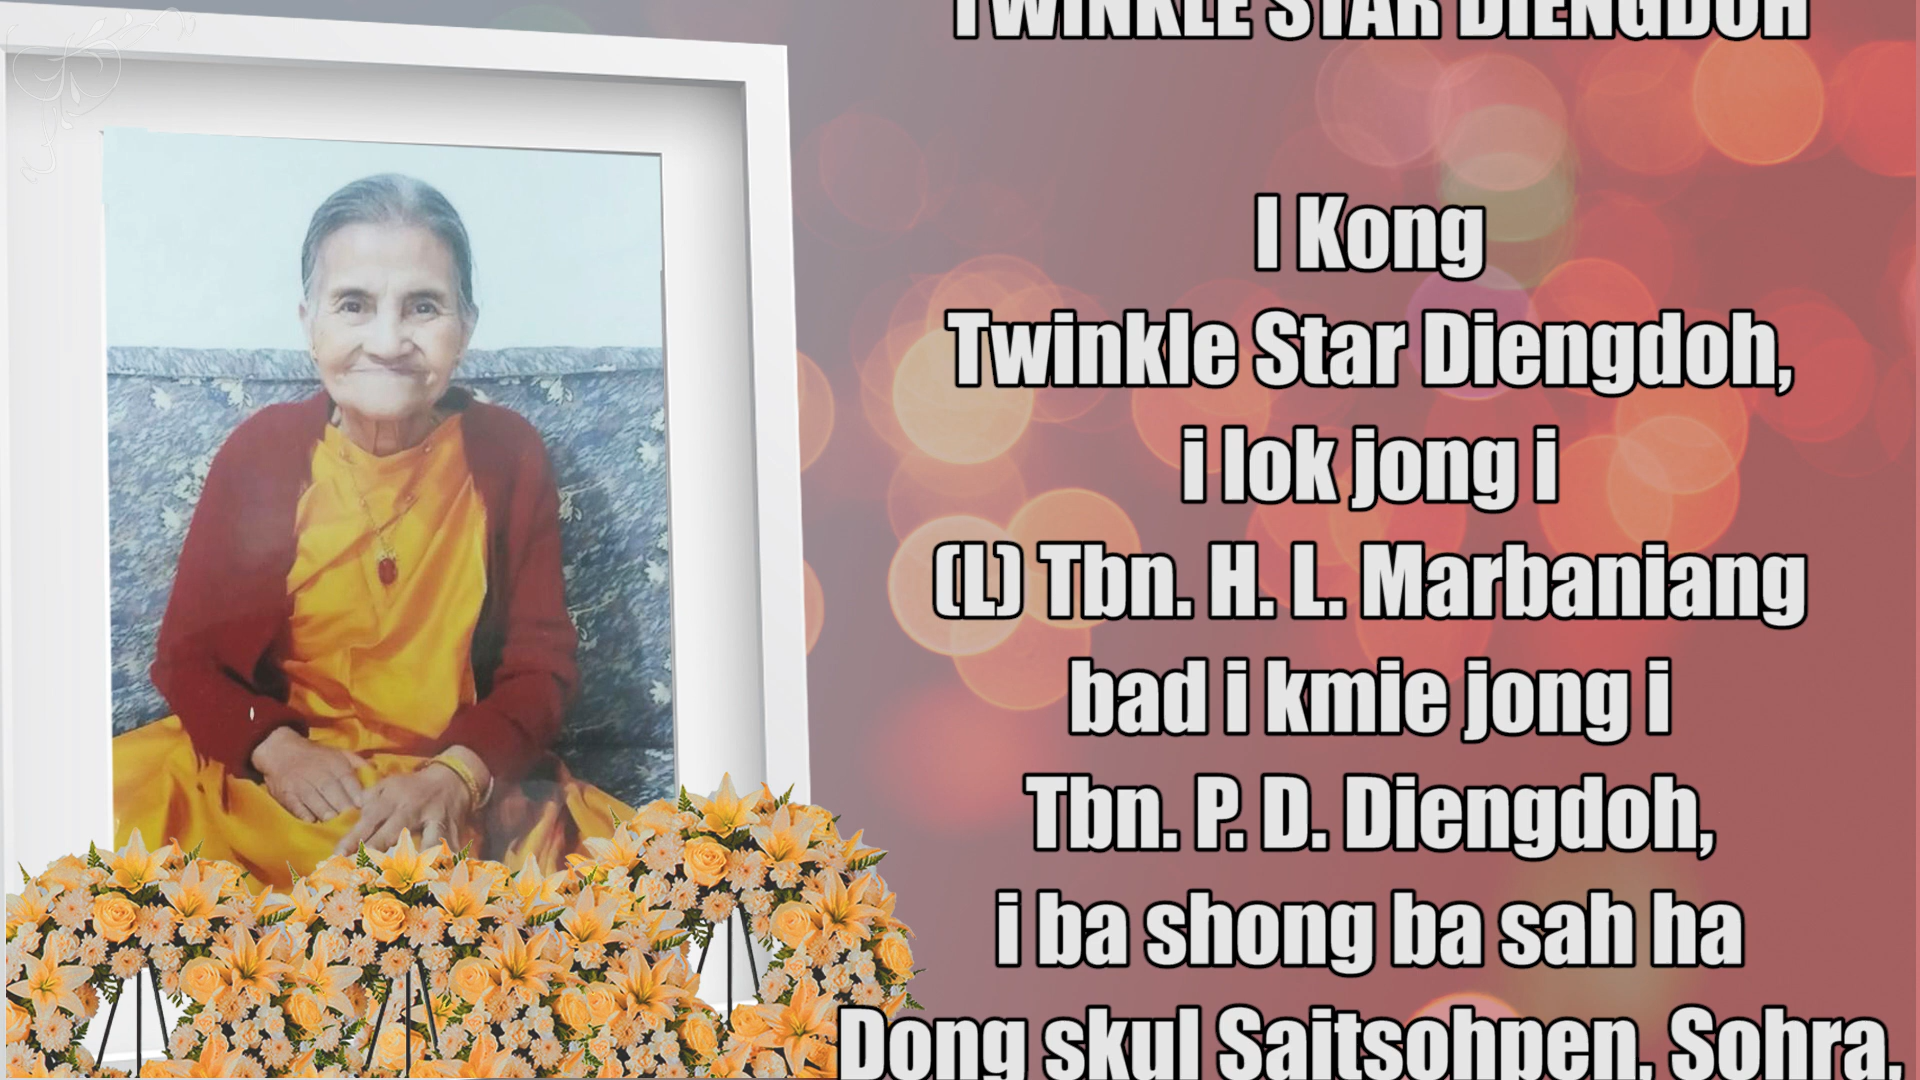 TWINKLE STAR DIENGDOH
I Kong
Twinkle Star Diengdoh,
i lok jong i
(L) Tbn. H. L. Marbaniang
bad i kmie jong i
Tbn. P. D. Diengdoh,
i ba shong ba sah ha
Dong skul Saitsohpen, Sohra,